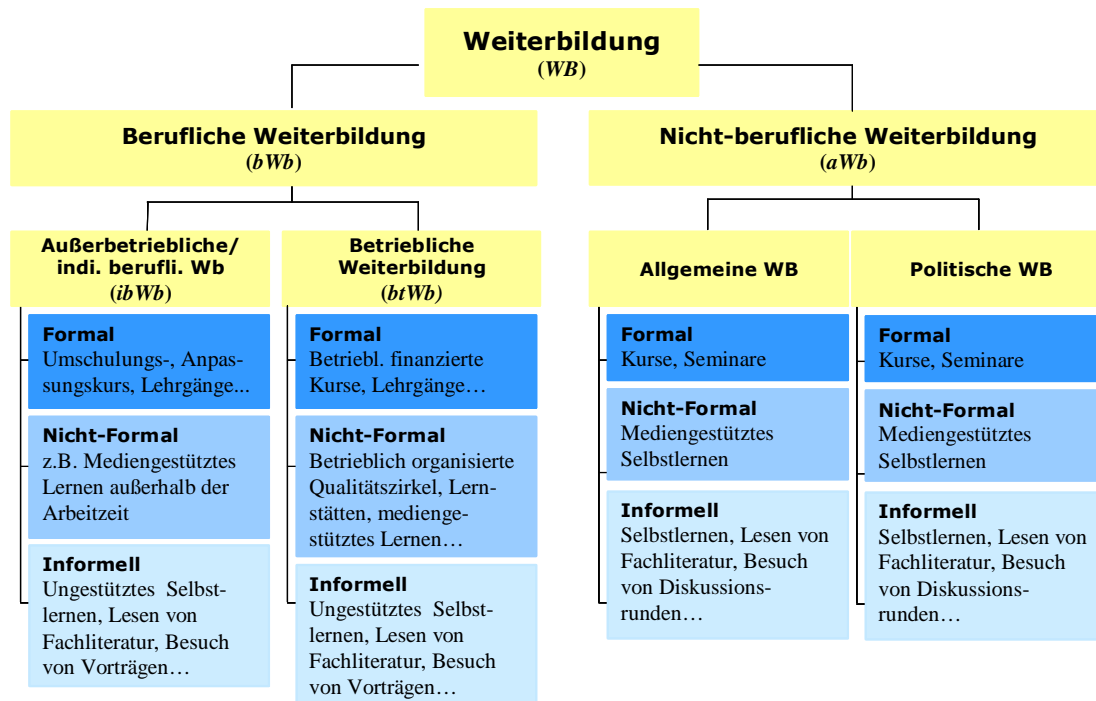 Weiterbildung
(WB)
Berufliche Weiterbildung
(bWb)
Nicht-berufliche Weiterbildung
(aWb)
Außerbetriebliche/
indi. berufli. Wb
(ibWb)
Betriebliche
Weiterbildung
(btWb)
Allgemeine WB
Politische WB
Formal
Umschulungs-, Anpas-
sungskurs, Lehrgänge...
Nicht-Formal
z.B. Mediengestütztes
Lernen außerhalb der
Arbeitzeit
Informell
Ungestütztes Selbst-
lernen, Lesen von
Fachliteratur, Besuch
von Vorträgen…
Formal
Betriebl. finanzierte
Kurse, Lehrgänge…
Nicht-Formal
Betrieblich organisierte
Qualitätszirkel, Lern-
stätten, medienge-
stütztes Lernen…
Informell
Ungestütztes Selbst-
lernen, Lesen von
Fachliteratur, Besuch
von Vorträgen…
Formal
Kurse, Seminare
Nicht-Formal
Mediengestütztes
Selbstlernen
Informell
Selbstlernen, Lesen von
Fachliteratur, Besuch
von Diskussions-
runden…
Formal
Kurse, Seminare
Nicht-Formal
Mediengestütztes
Selbstlernen
Informell
Selbstlernen, Lesen von
Fachliteratur, Besuch
von Diskussions-
runden…